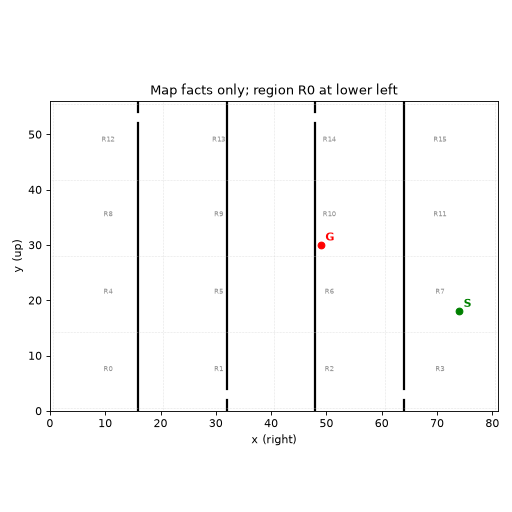 Map facts only; region R0 at lower left
50
R12 R13 R14 R15
40
R8 R9 R10 R11
G
30
y (up)
R4 R5 R6 R7
S
20
10
R0 R1 R2 R3
0
0 10 20 30 40 50 60 70 80
x (right)